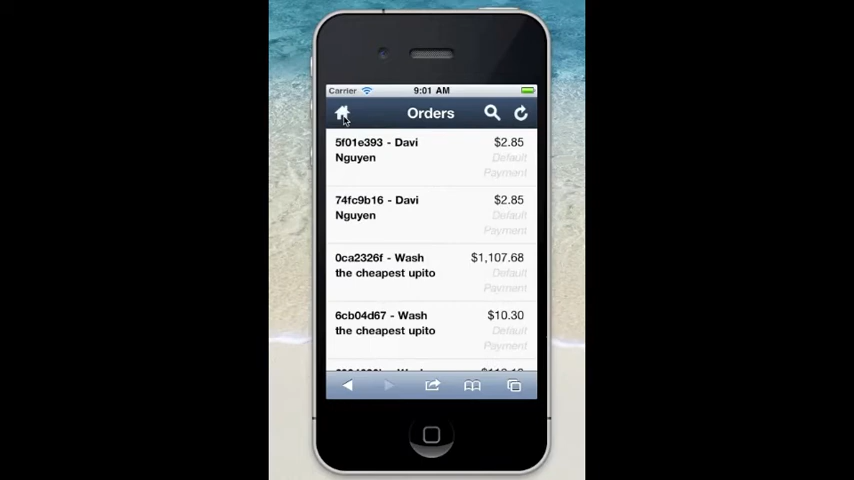 Carrier 9:01 AM
Orders
5f01e393 - Davi $2.85
Nguyen Default
Payment
74fc9b16 - Davi $2.85
Nguyen Default
Payment
0ca2326f - Wash $1,107.68
the cheapest upito Default
Payment
6cb04d67 - Wash $10.30
the cheapest upito Default
Payment